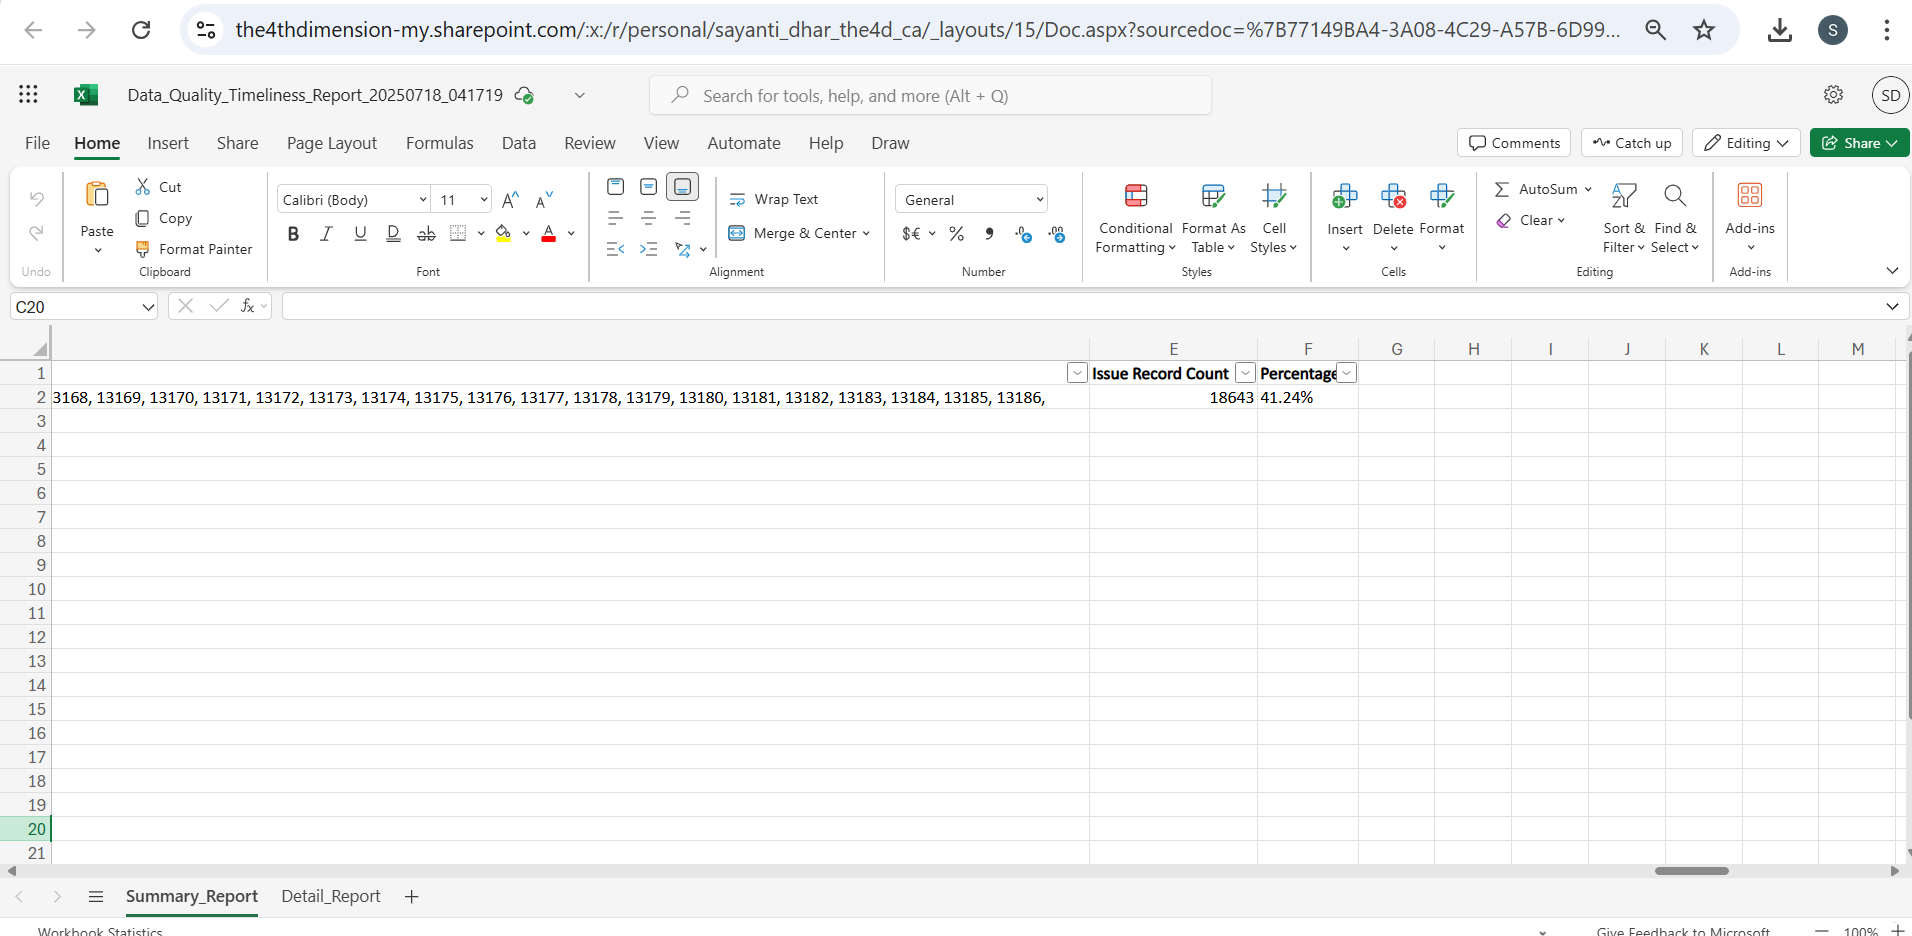 the4thdimension-my.sharepoint.com/:x:/r/personal/sayanti_dhar_the4d_ca/_layouts/15/Doc.aspx?sourcedoc=%7B77149BA4-3A08-4C29-A57B-6D99...
S
Data_Quality_Timeliness_Report_20250718_041719
Search for tools, help, and more (Alt + Q)
SD
File Home Insert Share Page Layout Formulas Data Review View Automate Help Draw
Comments Catch up Editing Share
Paste
Cut
Copy
Format Painter
Calibri (Body) 11
B I U D ab A
Wrap Text
Merge & Center
General
$€ % 9
Conditional Formatting
Format As Table
Cell Styles
Insert Delete Format
AutoSum
Clear
Sort & Filter
Find & Select
Add-ins
Undo Clipboard Font Alignment Number Styles Cells Editing Add-ins
C20 fx
E F G H I J K L M
1 Issue Record Count Percentage
2 3168, 13169, 13170, 13171, 13172, 13173, 13174, 13175, 13176, 13177, 13178, 13179, 13180, 13181, 13182, 13183, 13184, 13185, 13186, 18643 41.24%
3
4
5
6
7
8
9
10
11
12
13
14
15
16
17
18
19
20
21
Summary_Report Detail_Report
Workbook Statistics Give Feedback to Microsoft 100%